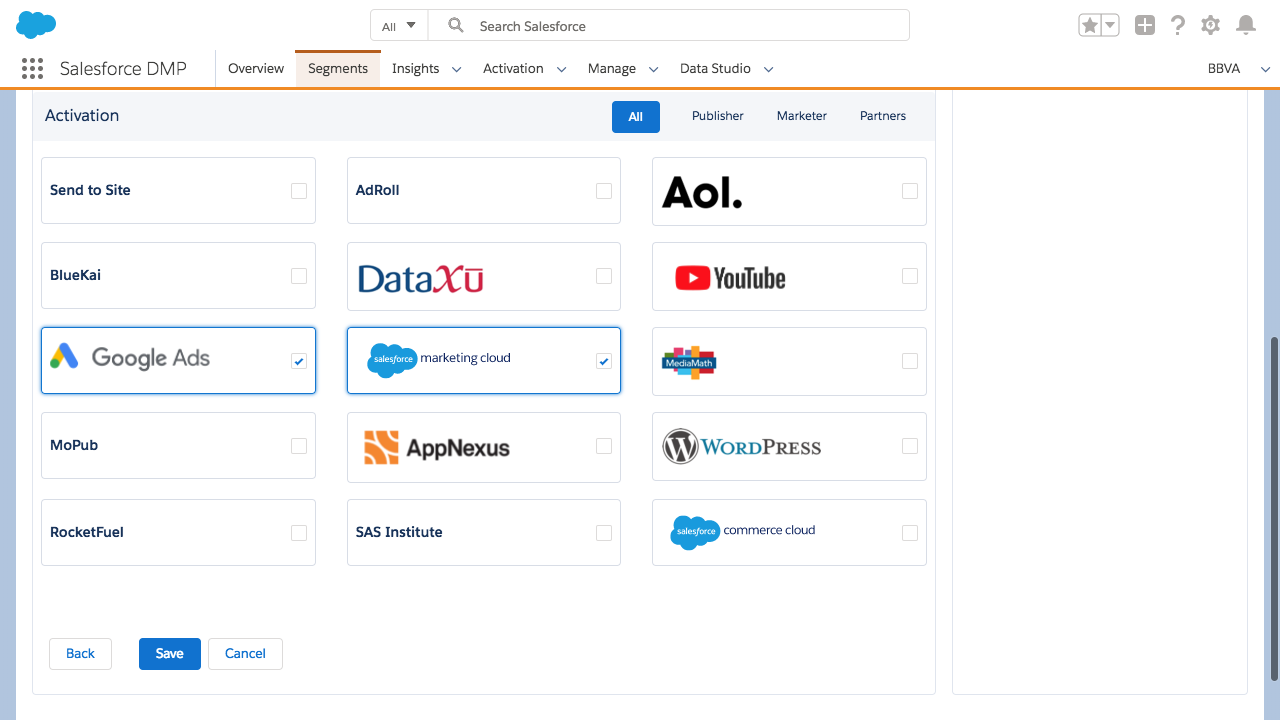 All
Search Salesforce
Salesforce DMP
Overview
Segments
Insights
Activation
Manage
Data Studio
BBVA
Activation
All
Publisher
Marketer
Partners
Send to Site
AdRoll
Aol.
BlueKai
DataXū
YouTube
Google Ads
salesforce marketing cloud
MediaMath
MoPub
AppNexus
WORDPRESS
RocketFuel
SAS Institute
salesforce commerce cloud
Back
Save
Cancel